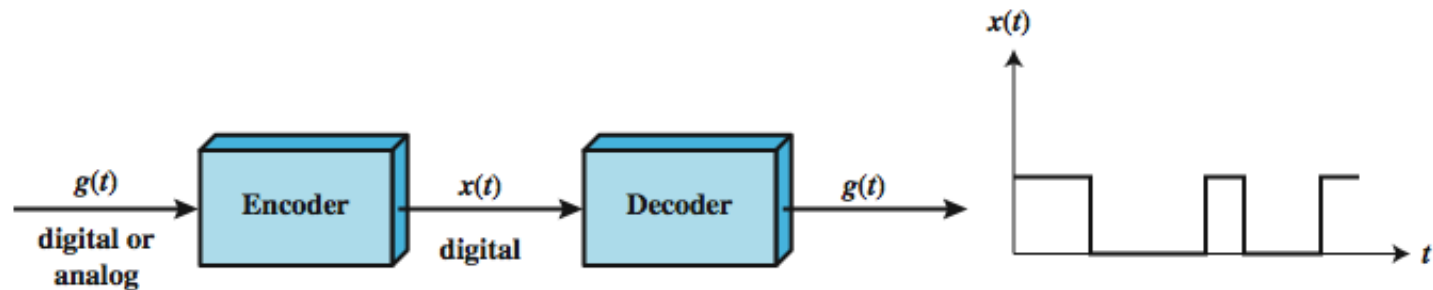 g(t)
digital or
analog
Encoder
x(t)
digital
Decoder
g(t)
x(t)
t